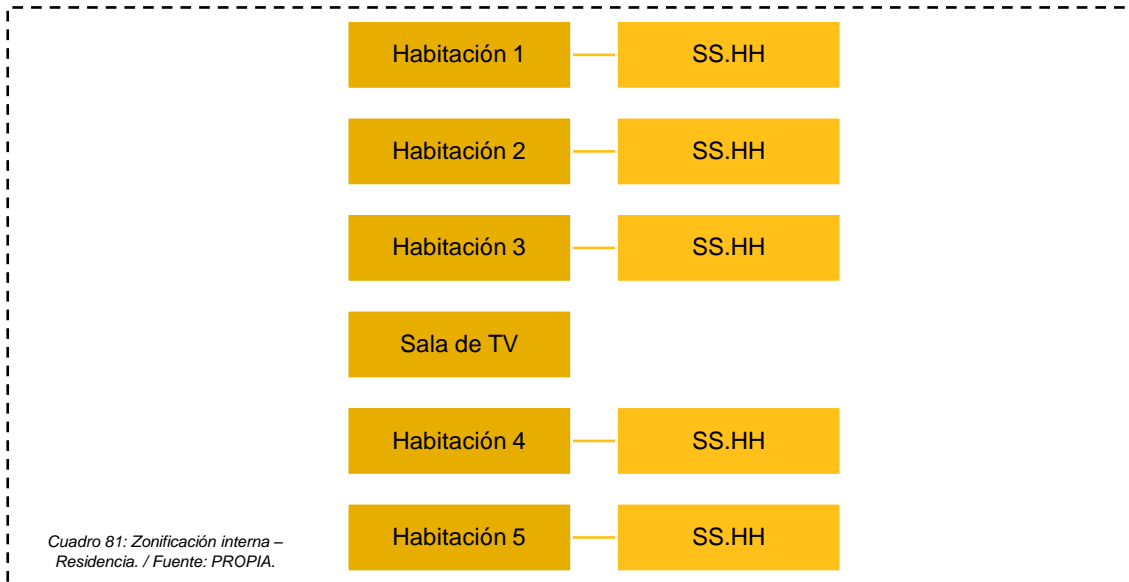 Habitación 1 SS.HH
Habitación 2 SS.HH
Habitación 3 SS.HH
Sala de TV
Habitación 4 SS.HH
Habitación 5 SS.HH
Cuadro 81: Zonificación interna –
Residencia. / Fuente: PROPIA.